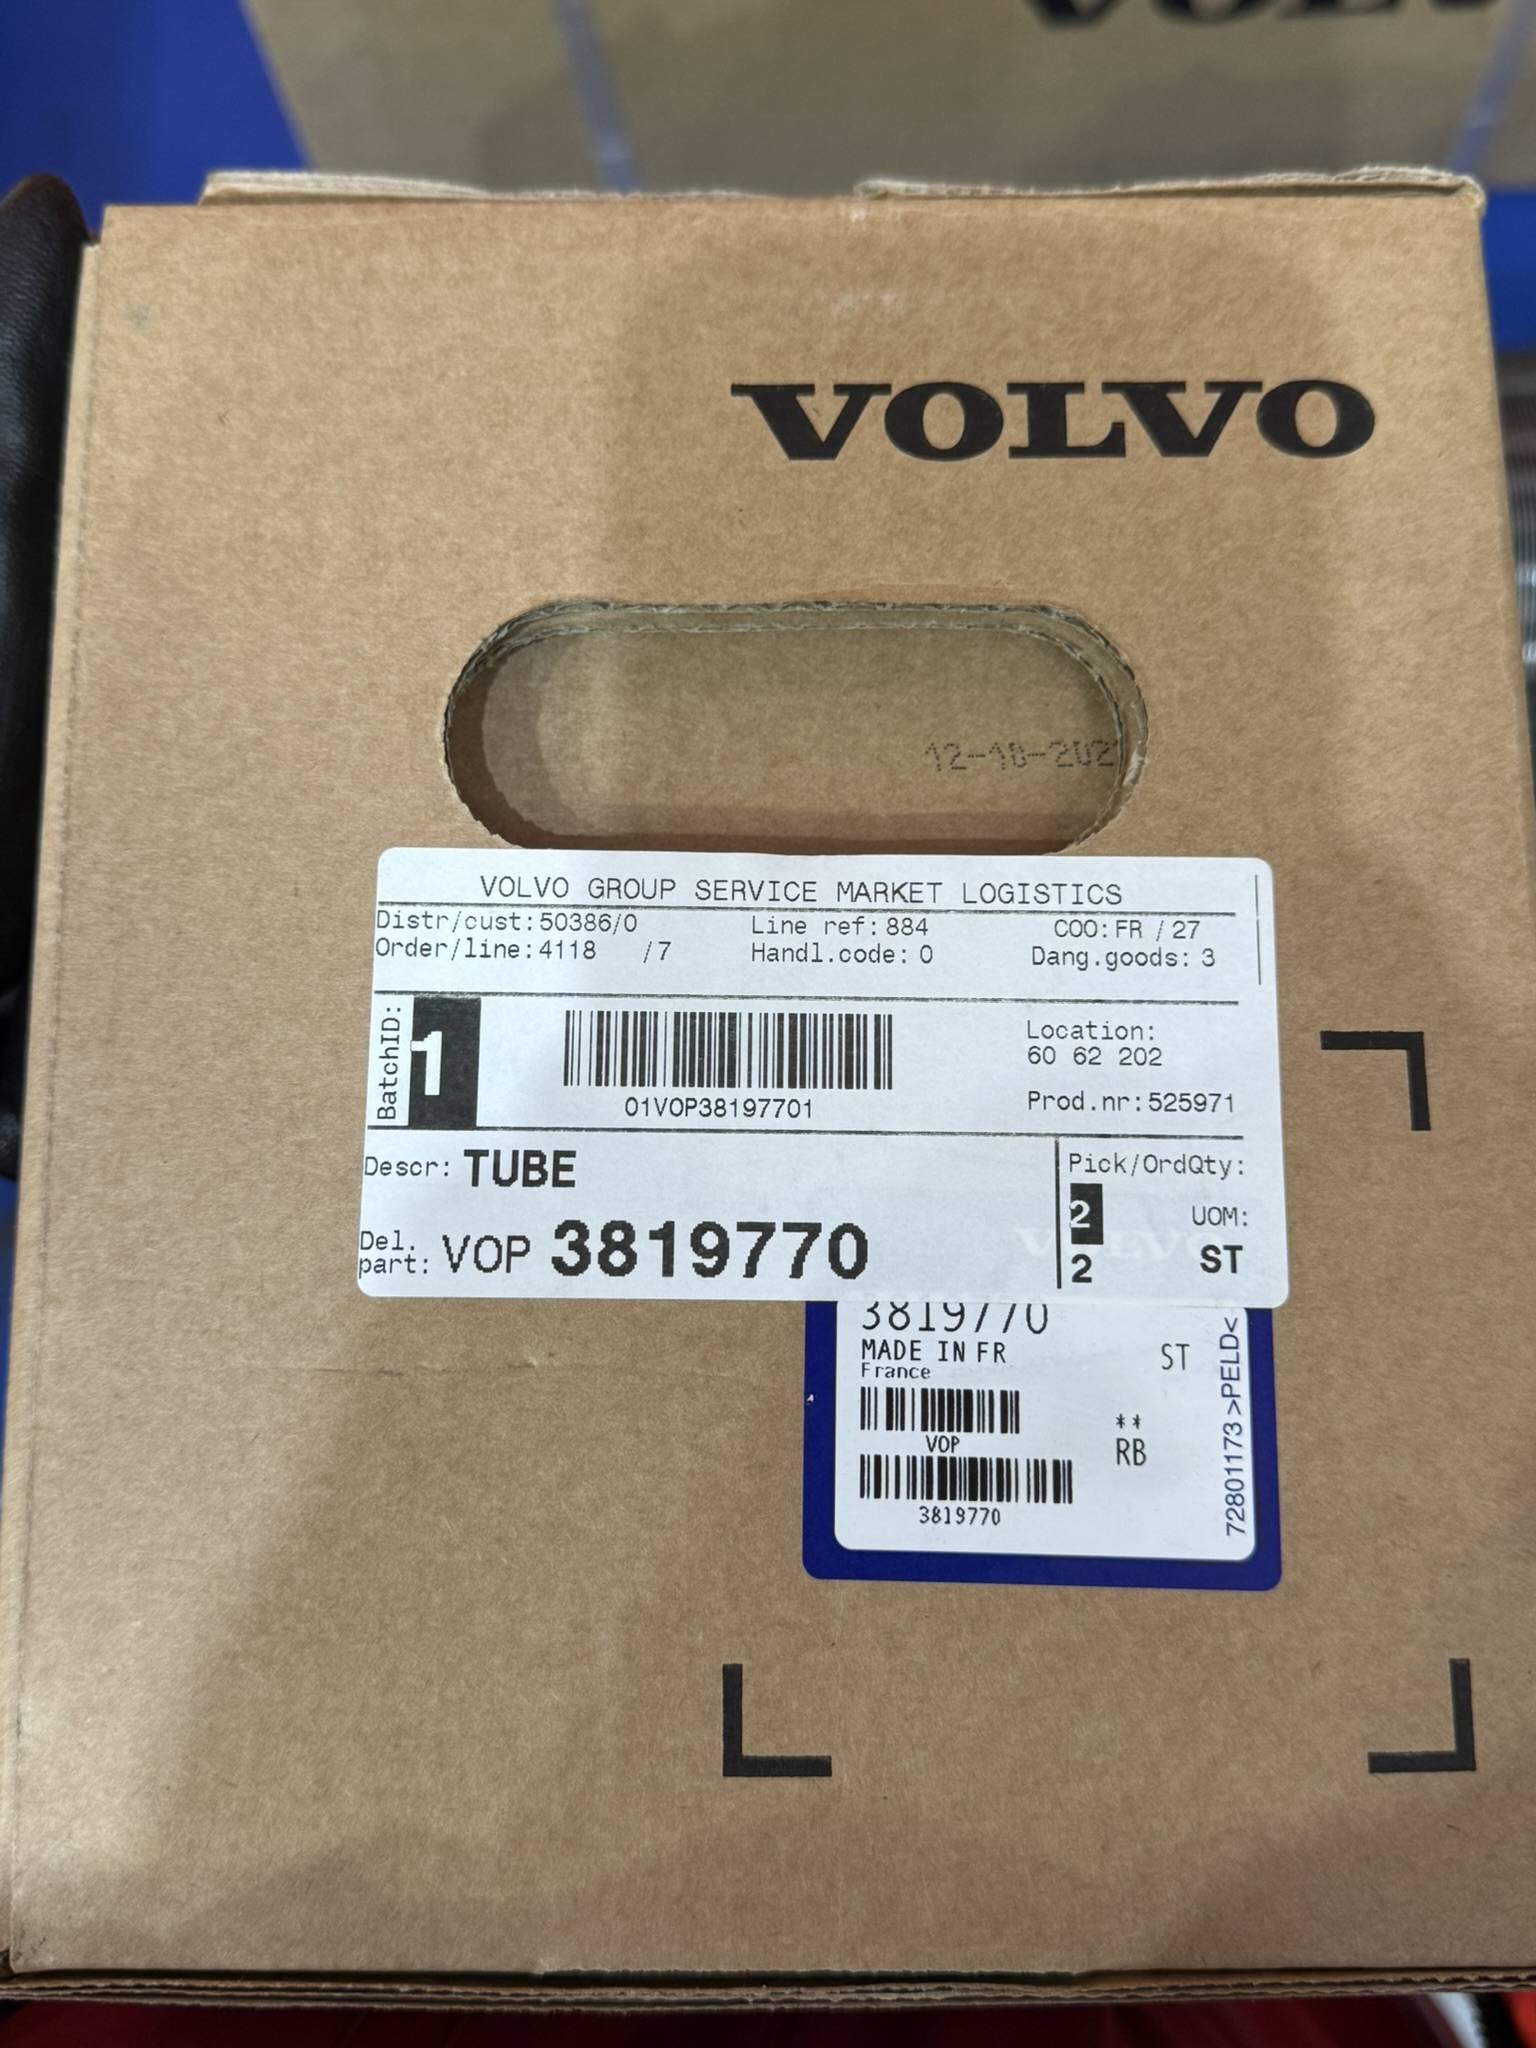 VOLVO
12-18-202
VOLVO GROUP SERVICE MARKET LOGISTICS
Distr/cust:50386/0 Line ref:884 COO:FR / 27
Order/line:4118 /7 Handl.code:0 Dang.goods:3
BatchID: 1
01VOP38197701
Location:
60 62 202
Prod.nr:525971
Descr: TUBE
Pick/OrdQty:
2 UOM:
2 ST
Del. part: VOP 3819770
3819770
MADE IN FR ST
France
VOP
**
RB
3819770
72801173 >PELD<